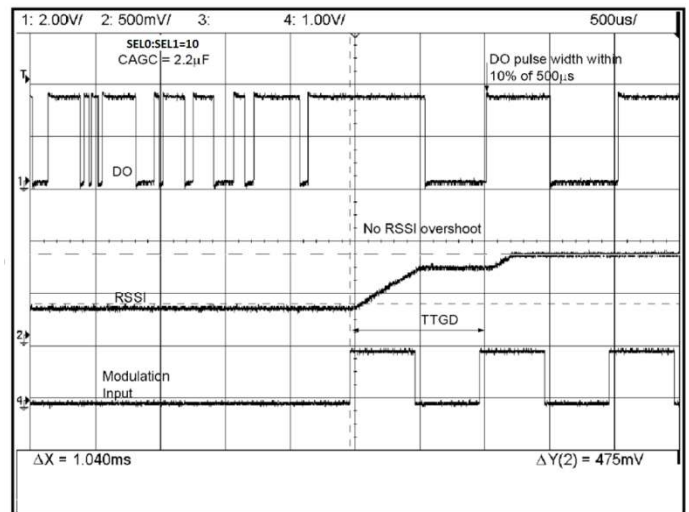 1: 2.00V/ 2: 500mV/ 3: 4: 1.00V/ 500us/
SEL0:SEL1=10
CAGC = 2.2µF
DO pulse width within
10% of 500µs
T
DO
1
No RSSI overshoot
RSSI
TTGD
2
Modulation
Input
4
ΔX = 1.040ms ΔY(2) = 475mV